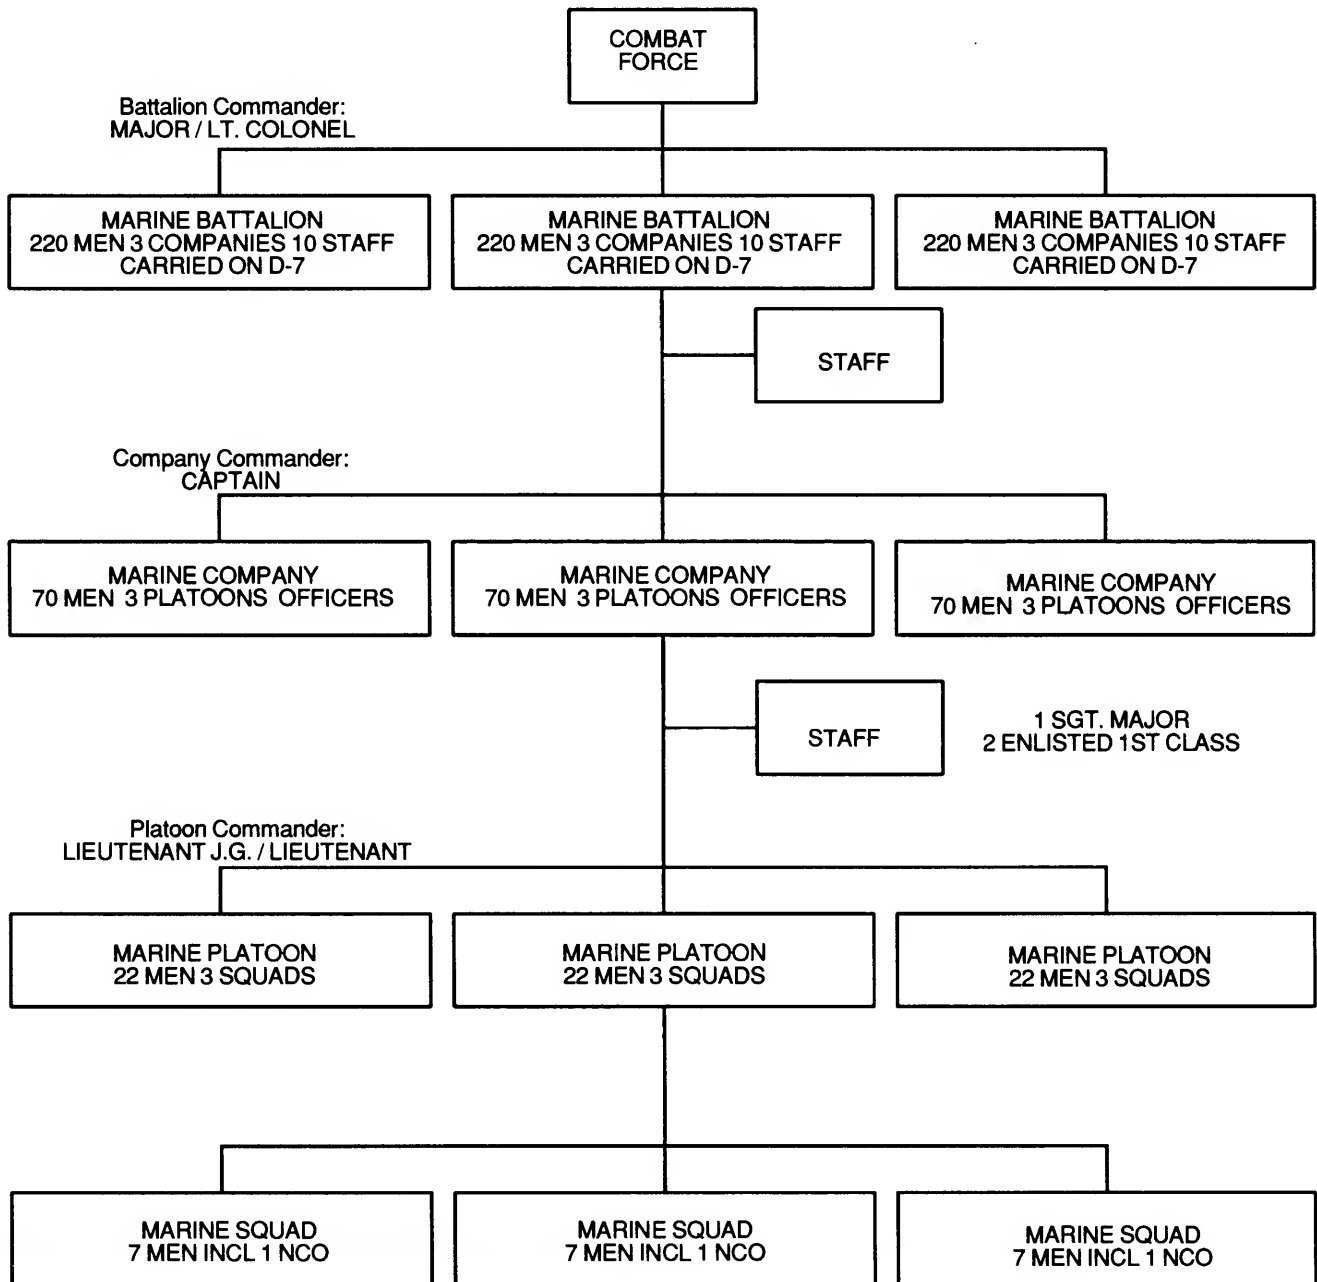 COMBAT
FORCE
Battalion Commander:
MAJOR / LT. COLONEL
MARINE BATTALION
220 MEN 3 COMPANIES 10 STAFF
CARRIED ON D-7
MARINE BATTALION
220 MEN 3 COMPANIES 10 STAFF
CARRIED ON D-7
MARINE BATTALION
220 MEN 3 COMPANIES 10 STAFF
CARRIED ON D-7
STAFF
Company Commander:
CAPTAIN
MARINE COMPANY
70 MEN 3 PLATOONS OFFICERS
MARINE COMPANY
70 MEN 3 PLATOONS OFFICERS
MARINE COMPANY
70 MEN 3 PLATOONS OFFICERS
STAFF
1 SGT. MAJOR
2 ENLISTED 1ST CLASS
Platoon Commander:
LIEUTENANT J.G. / LIEUTENANT
MARINE PLATOON
22 MEN 3 SQUADS
MARINE PLATOON
22 MEN 3 SQUADS
MARINE PLATOON
22 MEN 3 SQUADS
MARINE SQUAD
7 MEN INCL 1 NCO
MARINE SQUAD
7 MEN INCL 1 NCO
MARINE SQUAD
7 MEN INCL 1 NCO